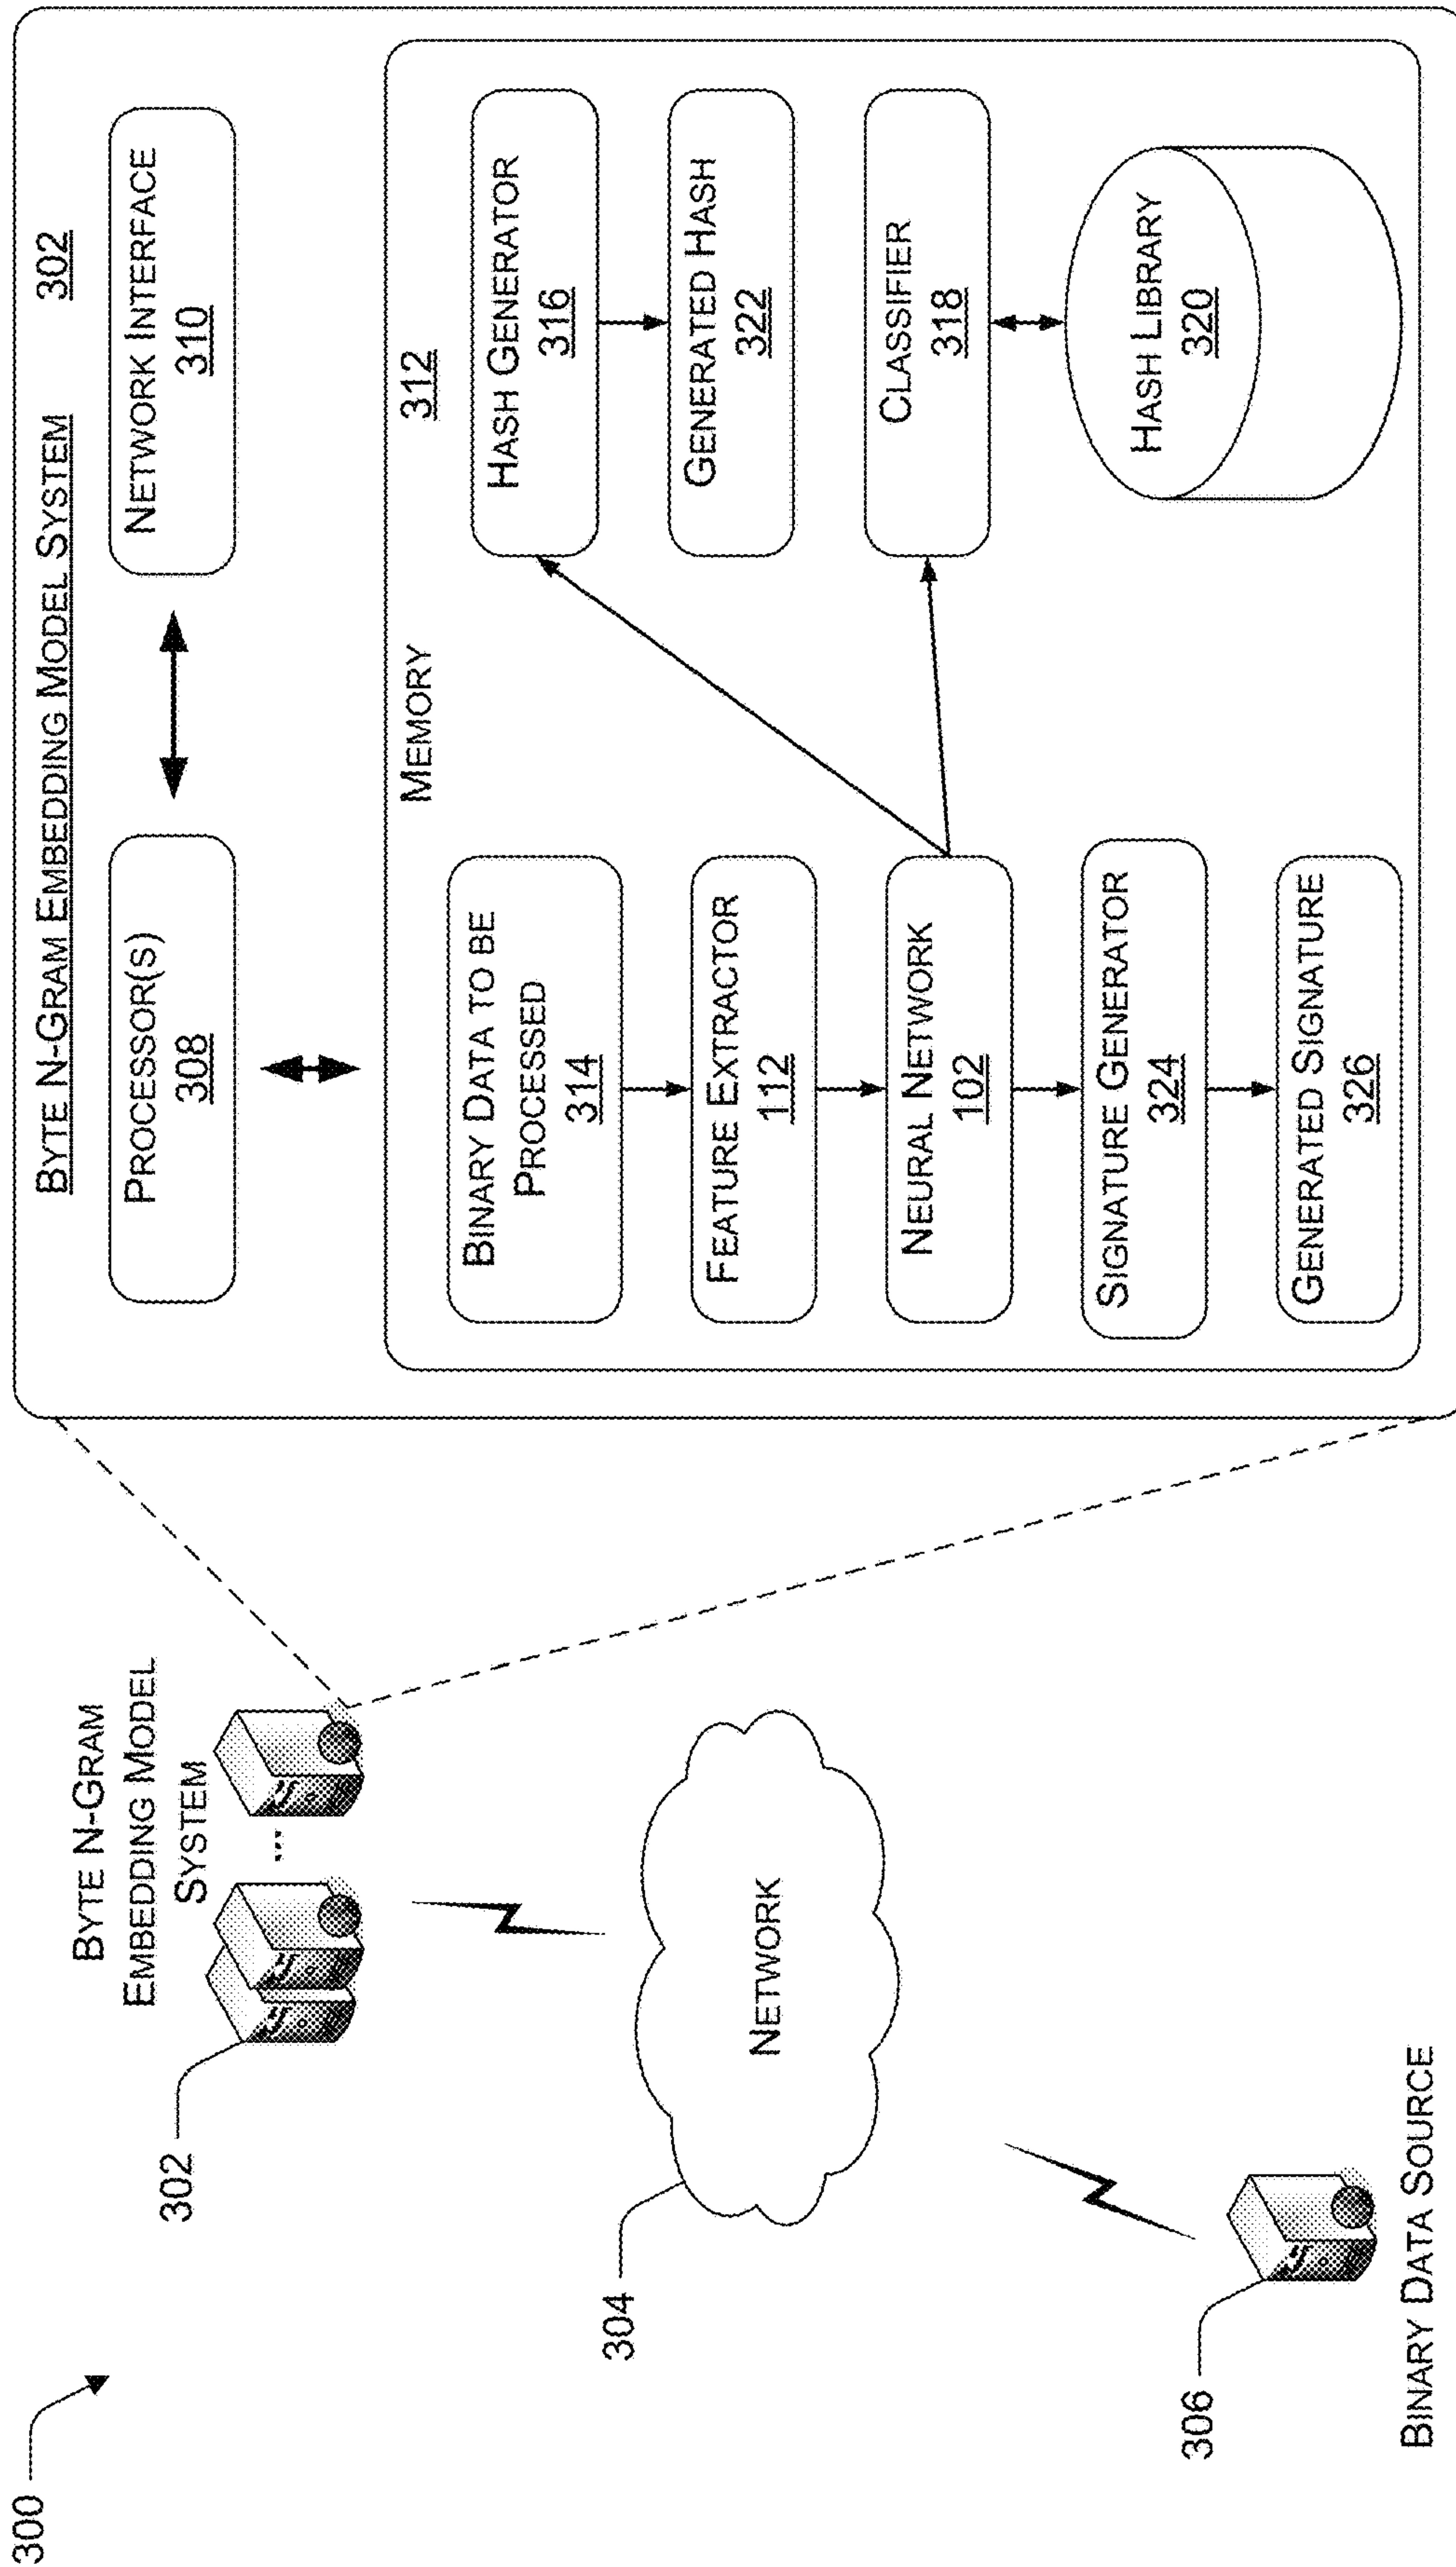 300
BYTE N-GRAM
EMBEDDING MODEL
SYSTEM
302
...
NETWORK
304
306
BINARY DATA SOURCE
BYTE N-GRAM EMBEDDING MODEL SYSTEM 302
PROCESSOR(S)
308
NETWORK INTERFACE
310
MEMORY 312
BINARY DATA TO BE
PROCESSED
314
FEATURE EXTRACTOR
112
NEURAL NETWORK
102
SIGNATURE GENERATOR
324
GENERATED SIGNATURE
326
HASH GENERATOR
316
GENERATED HASH
322
CLASSIFIER
318
HASH LIBRARY
320